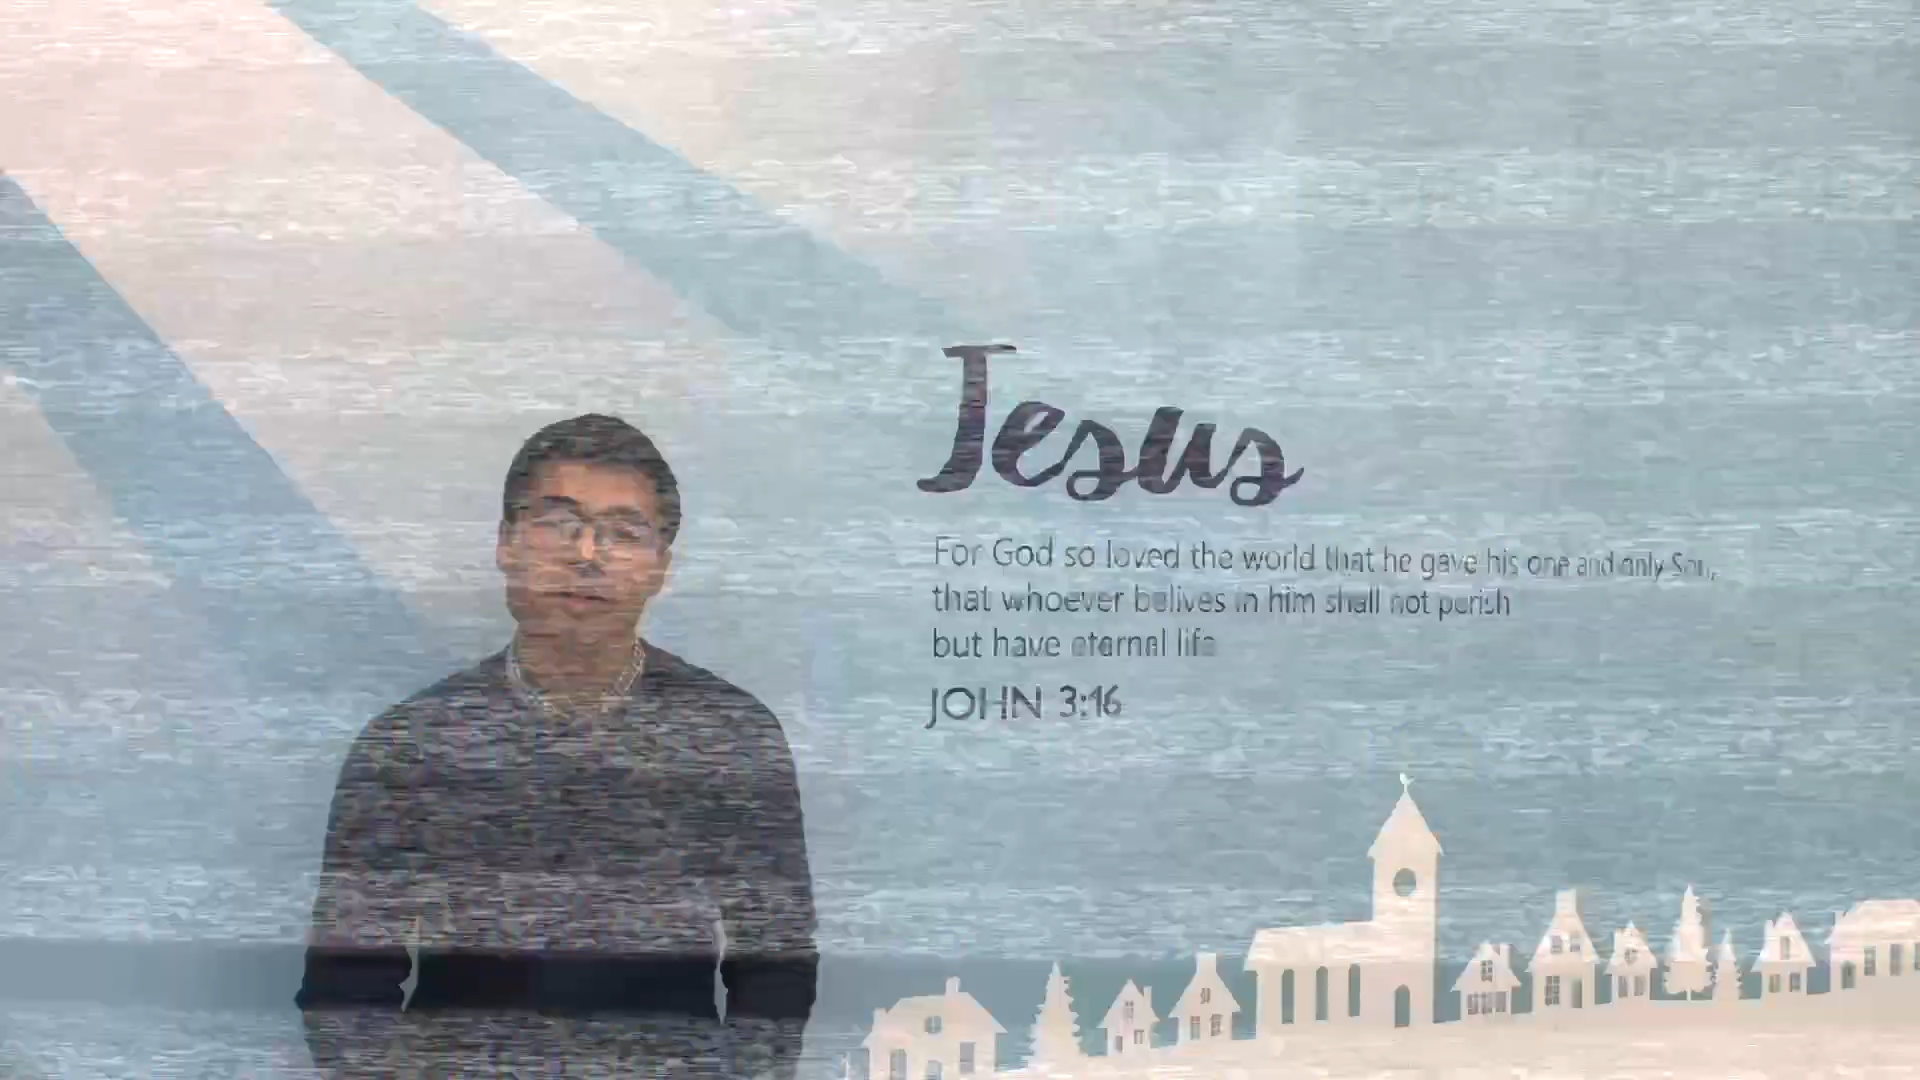 Jesus
For God so loved the world that he gave his one and only Son,
that whoever belives in him shall not perish
but have eternal life
JOHN 3:16